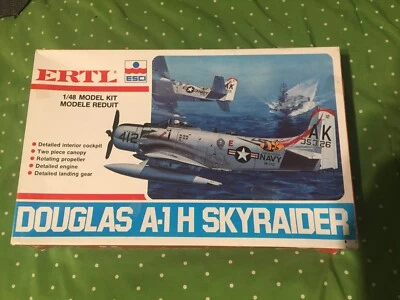 ERTL
ESCI
1/48 MODEL KIT
MODELE REDUIT
• Detailed interior cockpit
• Two piece canopy
• Rotating propeller
• Detailed engine
• Detailed landing gear
412
NAVY
AK
DOUGLAS A-1 H SKYRAIDER